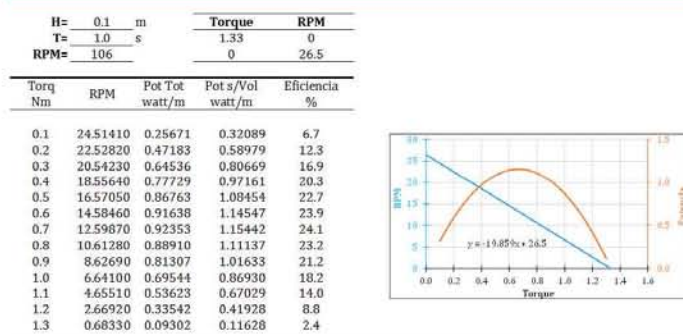 H= 0.1 m Torque RPM
T= 1.0 s 1.33 0
RPM= 106 0 26.5
Torq Nm RPM Pot Tot watt/m Pot s/Vol watt/m Eficiencia %
0.1 24.51410 0.25671 0.32089 6.7
0.2 22.52820 0.47183 0.58979 12.3
0.3 20.54230 0.64536 0.80669 16.9
0.4 18.55640 0.77729 0.97161 20.3
0.5 16.57050 0.86763 1.08454 22.7
0.6 14.58460 0.91638 1.14547 23.9
0.7 12.59870 0.92353 1.15442 24.1
0.8 10.61280 0.88910 1.11137 23.2
0.9 8.62690 0.81307 1.01633 21.2
1.0 6.64100 0.69544 0.86930 18.2
1.1 4.65510 0.53623 0.67029 14.0
1.2 2.66920 0.33542 0.41928 8.8
1.3 0.68330 0.09302 0.11628 2.4
30 1.5
25
20 1.0
RPM
15
10 0.5
y = -19.859x + 26.5
5
0 0.0
0.0 0.2 0.4 0.6 0.8 1.0 1.2 1.4 1.6
Torque